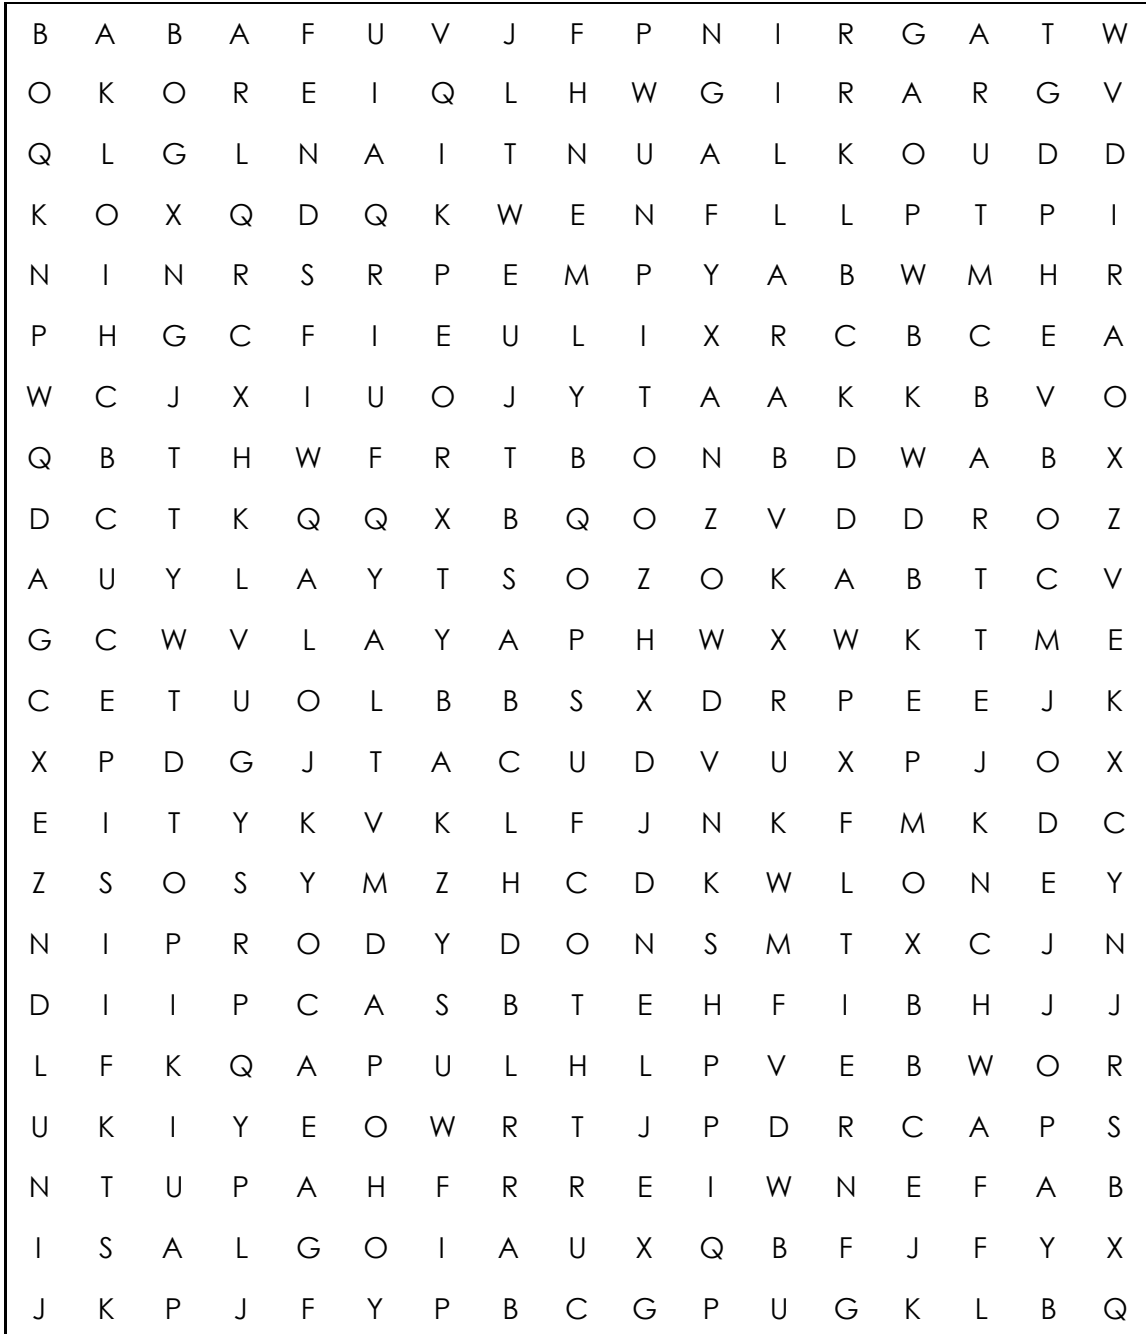 B A B A F U V J F P N I R G A T W
O K O R E I Q L H W G I R A R G V
Q L G L N A I T N U A L K O U D D
K O X Q D Q K W E N F L L P T P I
N I N R S R P E M P Y A B W M H R
P H G C F I E U L I X R C B C E A
W C J X I U O J Y T A A K K B V O
Q B T H W F R T B O N B D W A B X
D C T K Q Q X B Q O Z V D D R O Z
A U Y L A Y T S O Z O K A B T C V
G C W V L A Y A P H W X W K T M E
C E T U O L B B S X D R P E E J K
X P D G J T A C U D V U X P J O X
E I T Y K V K L F J N K F M K D C
Z S O S Y M Z H C D K W L O N E Y
N I P R O D Y D O N S M T X C J N
D I I P C A S B T E H F I B H J J
L F K Q A P U L H L P V E B W O R
U K I Y E O W R T J P D R C A P S
N T U P A H F R R E I W N E F A B
I S A L G O I A U X Q B F J F Y X
J K P J F Y P B C G P U G K L B Q